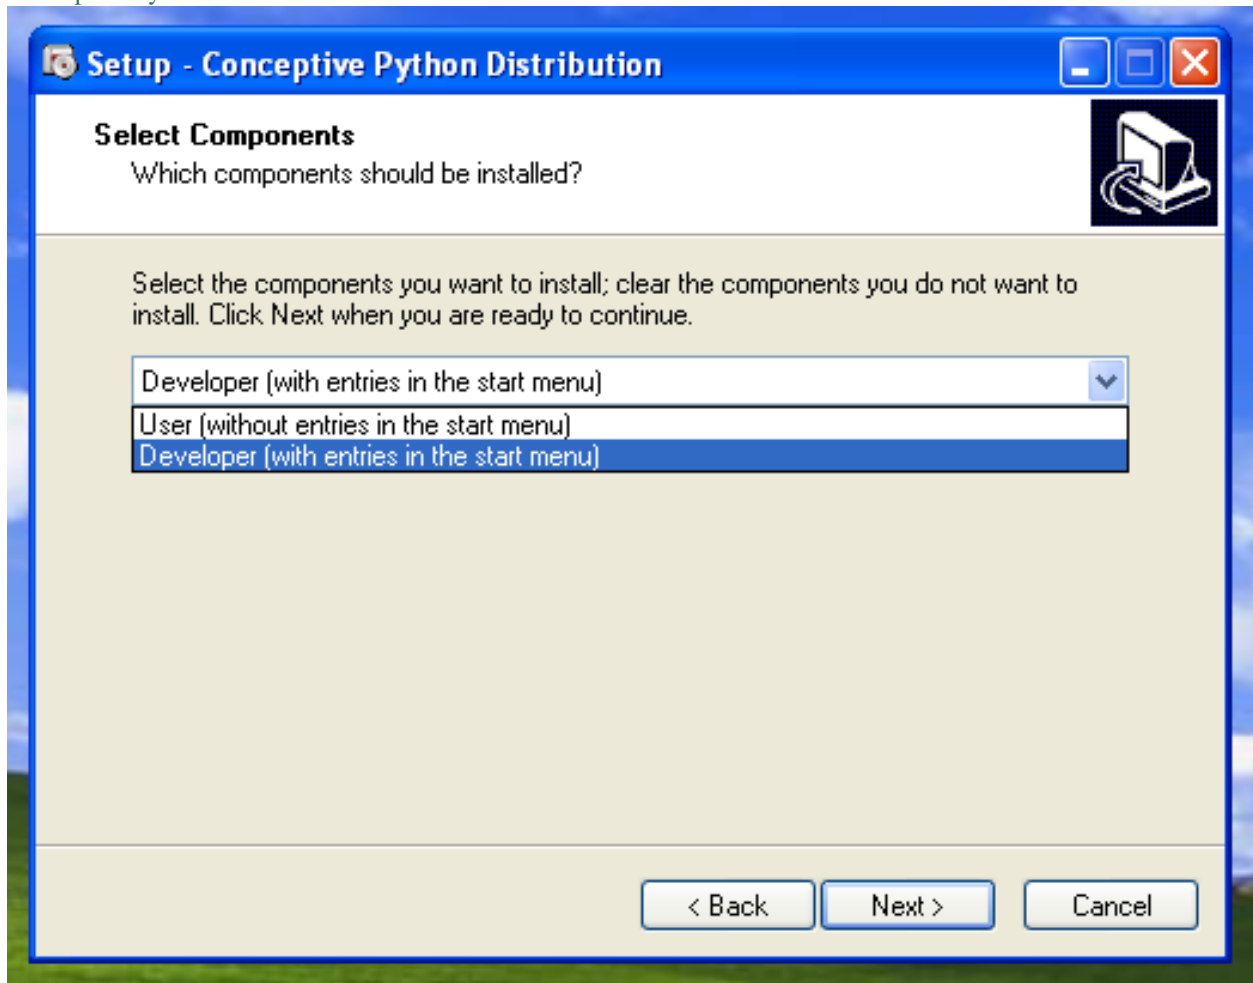 Setup - Conceptive Python Distribution
Select Components
Which components should be installed?
Select the components you want to install; clear the components you do not want to
install. Click Next when you are ready to continue.
Developer (with entries in the start menu)
User (without entries in the start menu)
Developer (with entries in the start menu)
< Back
Next >
Cancel